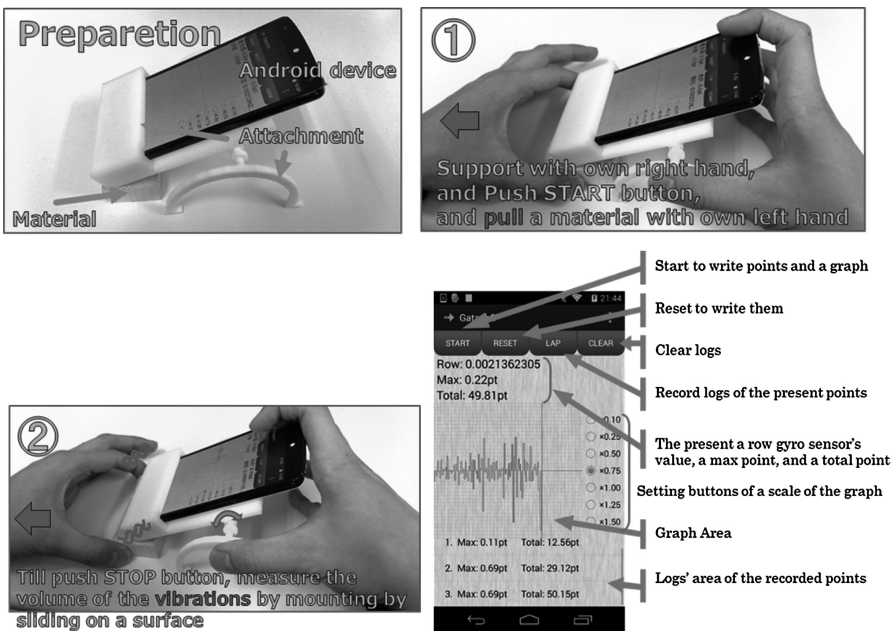 Preparetion
Android device
Attachment
Material
1
Support with own right hand,
and Push START button,
and pull a material with own left hand
2
Till push STOP button, measure the
volume of the vibrations by mounting by
sliding on a surface
21:44
START
RESET
LAP
CLEAR
Row: 0.0021362305
Max: 0.22pt
Total: 49.81pt
×0.25
×0.50
×0.75
×1.00
×1.25
×1.50
1. Max: 0.11pt Total: 12.56pt
2. Max: 0.69pt Total: 29.12pt
3. Max: 0.69pt Total: 50.15pt
Start to write points and a graph
Reset to write them
Clear logs
Record logs of the present points
The present a row gyro sensor's
value, a max point, and a total point
Setting buttons of a scale of the graph
Graph Area
Logs' area of the recorded points